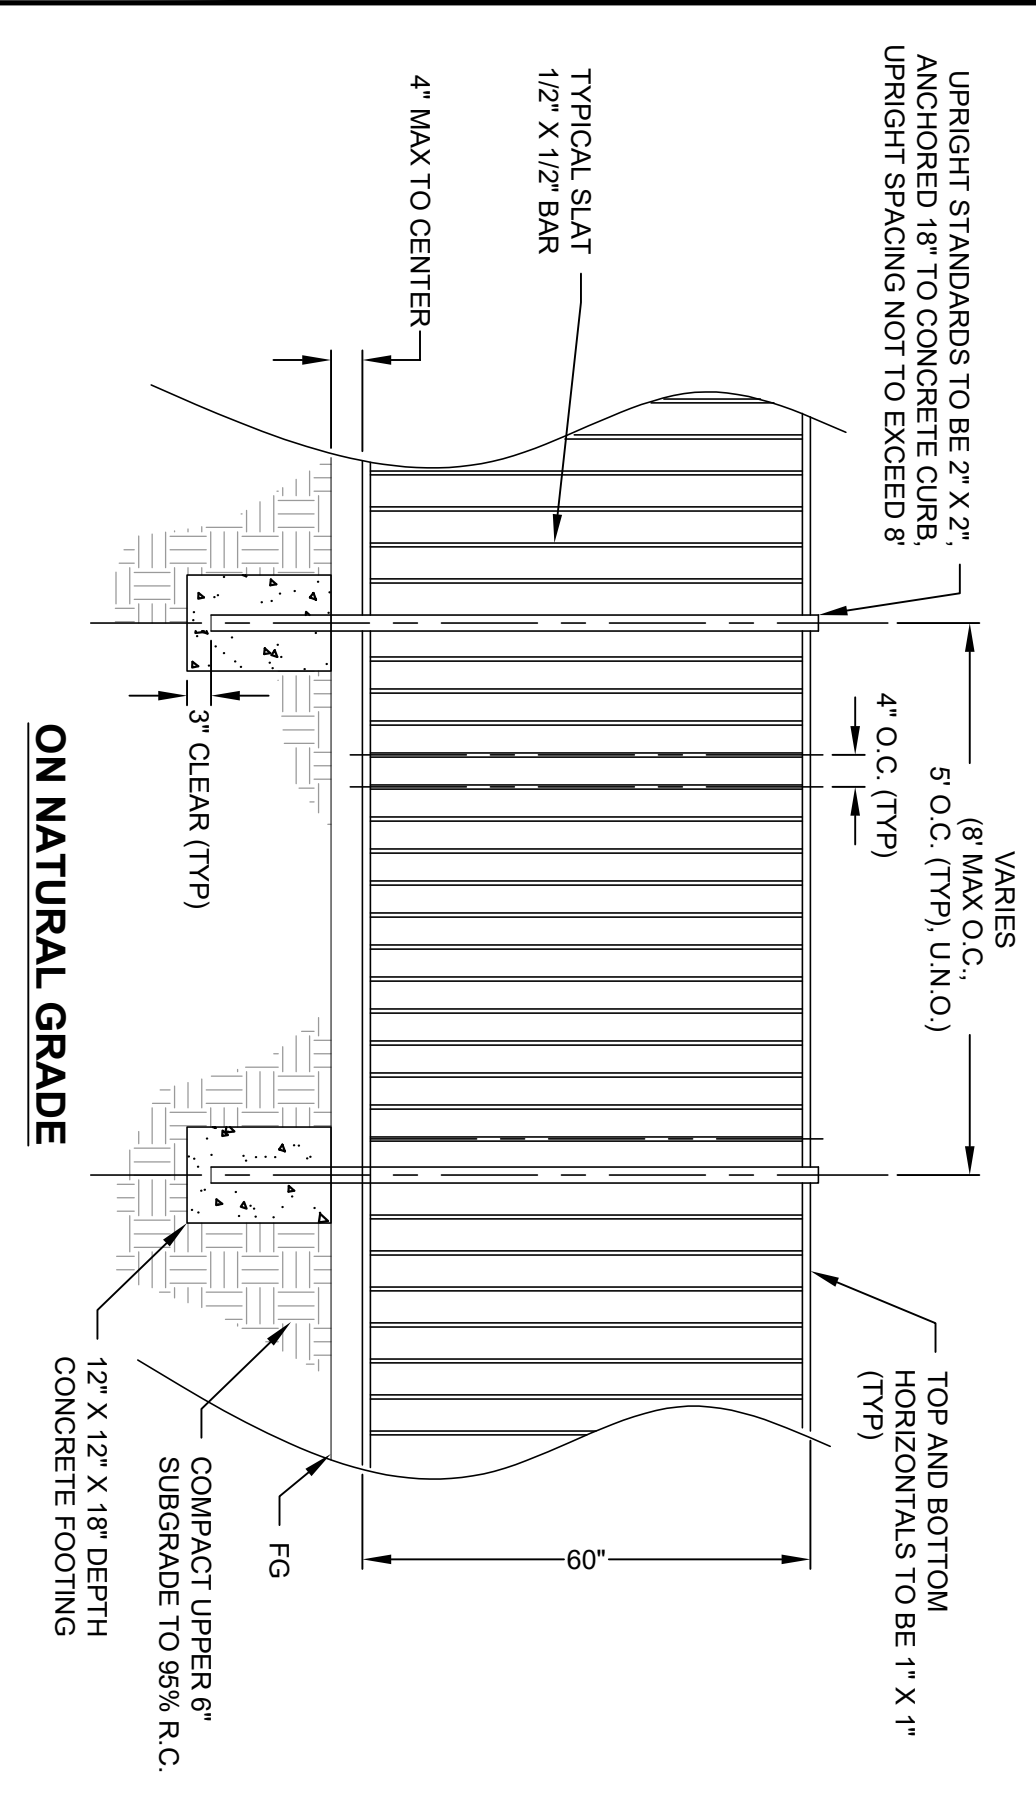 UPRIGHT STANDARDS TO BE 2" X 2",
ANCHORED 18" TO CONCRETE CURB,
UPRIGHT SPACING NOT TO EXCEED 8'
VARIES
(8' MAX O.C.,
5' O.C. (TYP), U.N.O.)
4" O.C. (TYP)
TOP AND BOTTOM
HORIZONTALS TO BE 1" X 1"
(TYP)
TYPICAL SLAT
1/2" X 1/2" BAR
60"
4" MAX TO CENTER
3" CLEAR (TYP)
FG
COMPACT UPPER 6"
SUBGRADE TO 95% R.C.
12" X 12" X 18" DEPTH
CONCRETE FOOTING
ON NATURAL GRADE